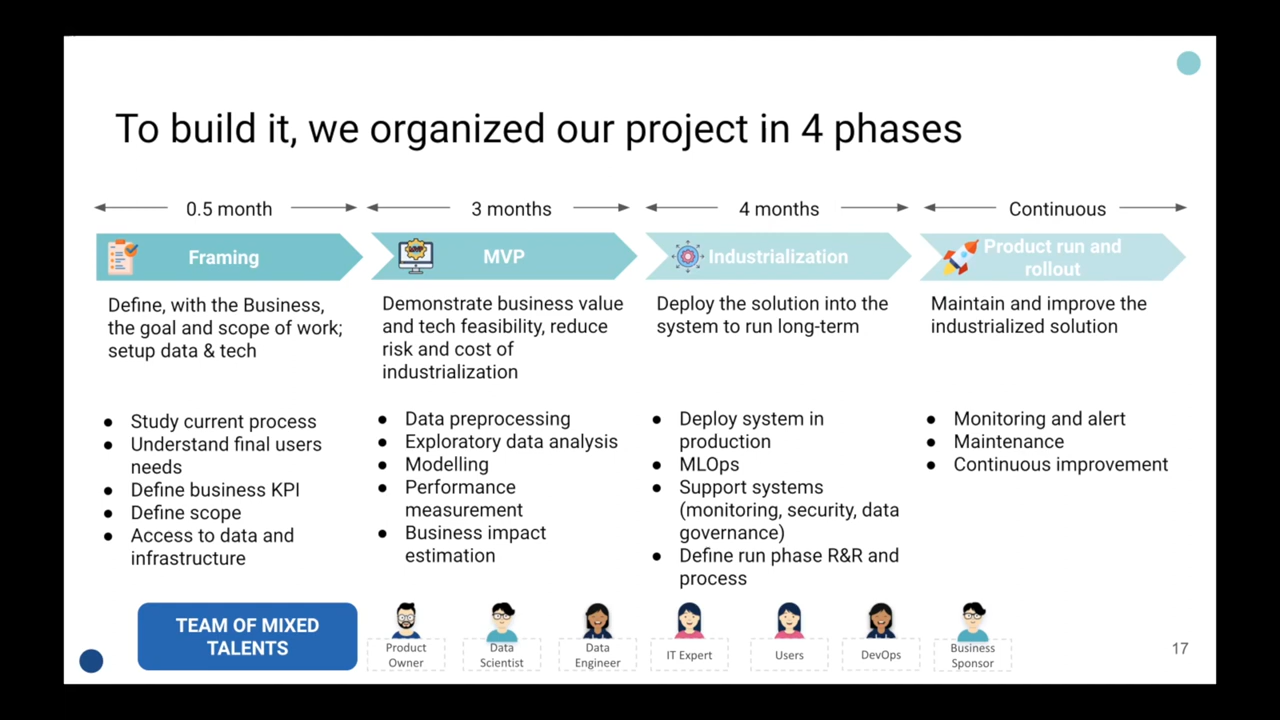 To build it, we organized our project in 4 phases
0.5 month
3 months
4 months
Continuous
Framing
MVP
Industrialization
Product run and
rollout
Define, with the Business,
the goal and scope of work;
setup data & tech
Demonstrate business value
and tech feasibility, reduce
risk and cost of
industrialization
Deploy the solution into the
system to run long-term
Maintain and improve the
industrialized solution
● Study current process
● Understand final users
needs
● Define business KPI
● Define scope
● Access to data and
infrastructure
● Data preprocessing
● Exploratory data analysis
● Modelling
● Performance
measurement
● Business impact
estimation
● Deploy system in
production
● MLOps
● Support systems
(monitoring, security, data
governance)
● Define run phase R&R and
process
● Monitoring and alert
● Maintenance
● Continuous improvement
TEAM OF MIXED
TALENTS
Product
Owner
Data
Scientist
Data
Engineer
IT Expert
Users
DevOps
Business
Sponsor
17